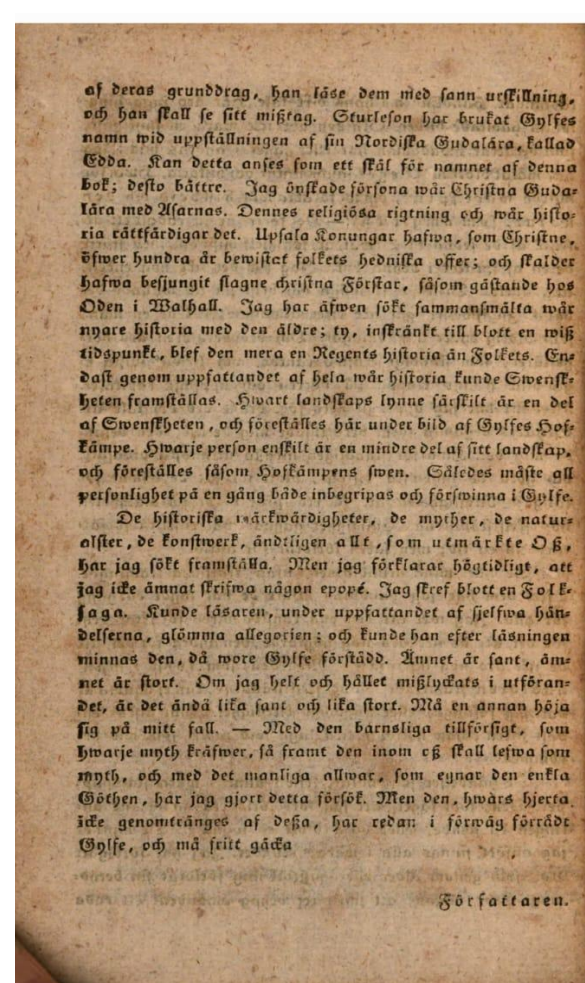 af deras grunddrag, han läse dem med sann urskillning,
och han skall se sitt mißtag. Sturleson har brukat Gylfes
namn wid uppställningen af sin Nordiska Gudalära, kallad
Edda. Kan detta anses som ett skäl för namnet af denna
bok; desto bättre. Jag önskade försona wår Christna Guda-
lära med Asarnas. Dennes religiösa rigtning och wår histo-
ria rättfärdigar det. Upsala Konungar hafwa, som Christne,
öfwer hundra år bewistat folkets hedniska offer; och skalder
hafwa besjungit slagne christna Förstar, såsom gästande hos
Oden i Walhall. Jag har äfwen sökt sammansmälta wår
nyare historia med den äldre; ty, inskränkt till blott en wiß
tidspunkt, blef den mera en Regents historia än Folkets. En-
dast genom uppfattandet af hela wår historia kunde Swensk-
heten framställas. Hwart landskaps lynne särskilt är en del
af Swenskheten, och föreställes här under bild af Gylfes Hof-
kämpe. Hwarje person enskilt är en mindre del af sitt landskap,
och föreställes såsom Hofkämpens swen. Således måste all
personlighet på en gång både inbegripas och förswinna i Gylfe.
De historiska märkwärdigheter, de myther, de natur-
alster, de konstwerk, ändtligen allt, som utmärkte Oß,
har jag sökt framställa. Men jag förklarar högtidligt, att
jag icke ämnat skrifwa någon epopé. Jag skref blott en Folk-
saga. Kunde läsaren, under uppfattandet af sjelfwa hän-
delserna, glömma allegorien; och kunde han efter läsningen
minnas den, då wore Gylfe förstådd. Ämnet är sant, äm-
net är stort. Om jag helt och hållet mißlyckats i utföran-
det, är det ändå lika sant och lika stort. Må en annan höja
sig på mitt fall. — Med den barnsliga tillförsigt, som
hwarje myth kräfwer, så framt den inom oß skall lefwa som
myth, och med det manliga allwar, som egnar den enkla
Göthen, har jag gjort detta försök. Men den, hwars hjerta
icke genomtränges af deßa, har redan i förwäg förrådt
Gylfe, och må fritt gäcka
Författaren.